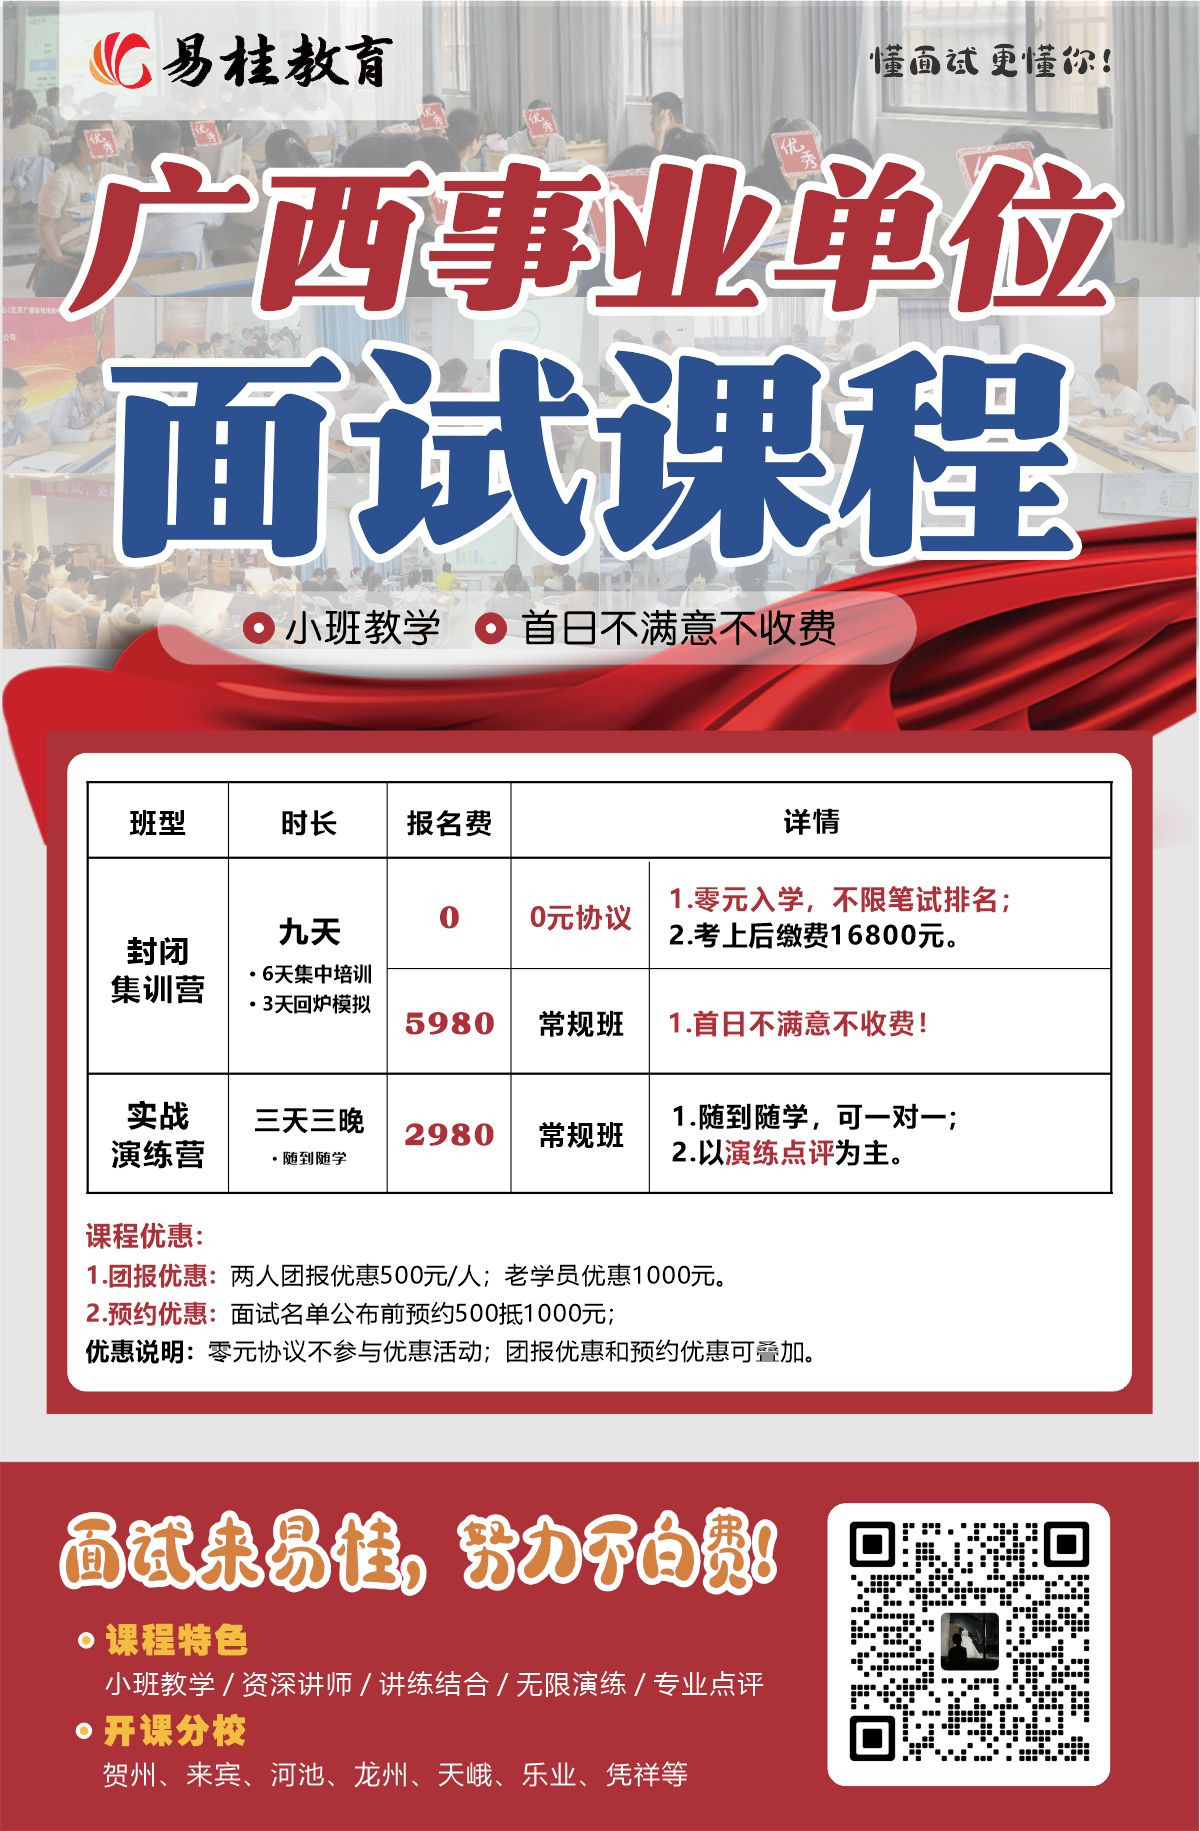 易桂教育
懂面试 更懂你!
优秀
优秀
优秀
优秀
优秀
广西事业单位
面试课程
小班教学 首日不满意不收费
班型 时长 报名费 详情
封闭
集训营
九天
·6天集中培训
·3天回炉模拟
0
0元协议
1.零元入学，不限笔试排名；
2.考上后缴费16800元。
5980
常规班
1.首日不满意不收费！
实战
演练营
三天三晚
·随到随学
2980
常规班
1.随到随学，可一对一；
2.以演练点评为主。
课程优惠：
1.团报优惠：两人团报优惠500元/人；老学员优惠1000元。
2.预约优惠：面试名单公布前预约500抵1000元；
优惠说明：零元协议不参与优惠活动；团报优惠和预约优惠可叠加。
面试来易桂，努力不白费！
课程特色
小班教学 / 资深讲师 / 讲练结合 / 无限演练 / 专业点评
开课分校
贺州、来宾、河池、龙州、天峨、乐业、凭祥等